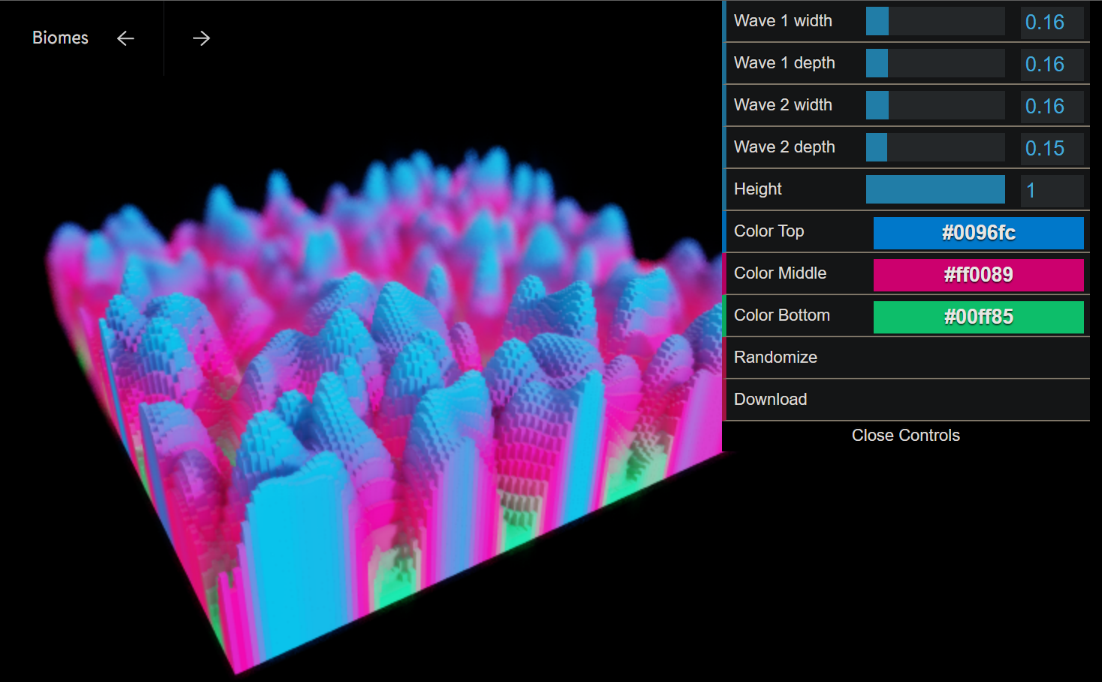 Biomes
Wave 1 width 0.16
Wave 1 depth 0.16
Wave 2 width 0.16
Wave 2 depth 0.15
Height 1
Color Top #0096fc
Color Middle #ff0089
Color Bottom #00ff85
Randomize
Download
Close Controls